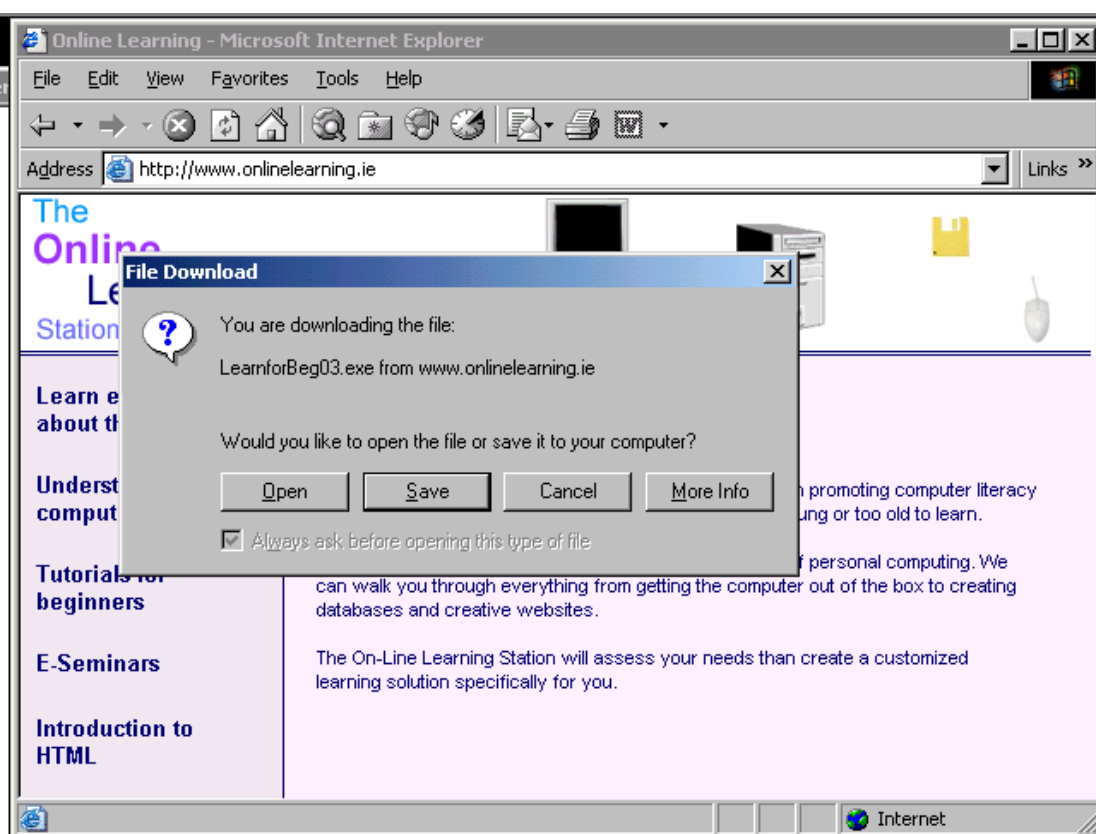 Online Learning - Microsoft Internet Explorer
File Edit View Favorites Tools Help
Address http://www.onlinelearning.ie Links »
The
Online
Le
Station
File Download
You are downloading the file:
LearnforBeg03.exe from www.onlinelearning.ie
Would you like to open the file or save it to your computer?
Open Save Cancel More Info
Always ask before opening this type of file
Learn e
about th
Underst
comput
Tutorials for
beginners
E-Seminars
Introduction to
HTML
n promoting computer literacy
ung or too old to learn.
f personal computing. We
can walk you through everything from getting the computer out of the box to creating
databases and creative websites.
The On-Line Learning Station will assess your needs than create a customized
learning solution specifically for you.
Internet